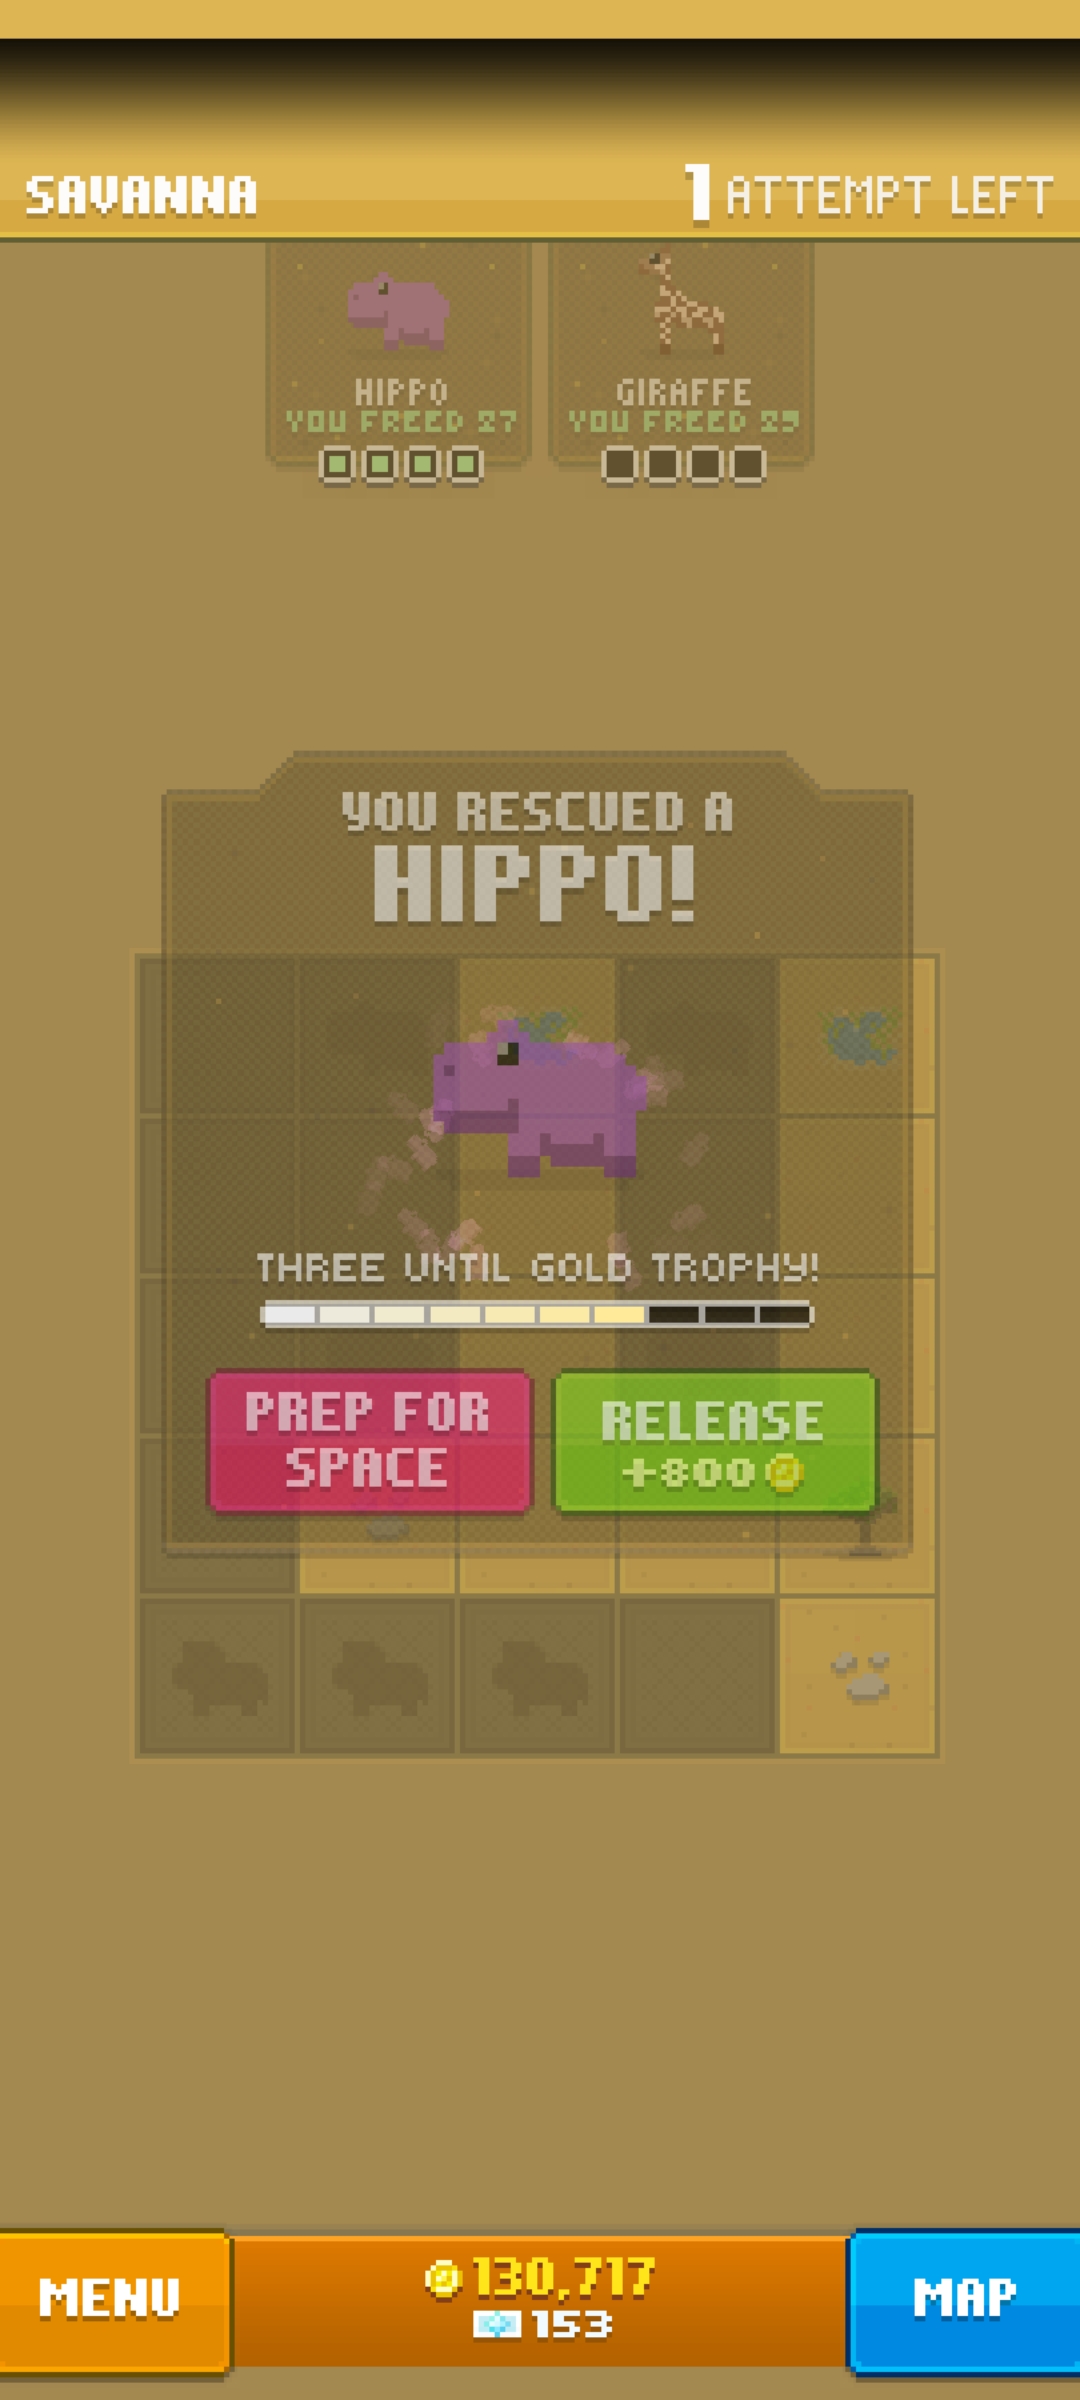 SAVANNA
1 ATTEMPT LEFT
HIPPO
YOU FREED 27
GIRAFFE
YOU FREED 29
YOU RESCUED A
HIPPO!
THREE UNTIL GOLD TROPHY!
PREP FOR
SPACE
RELEASE
+800
MENU
130,717
153
MAP